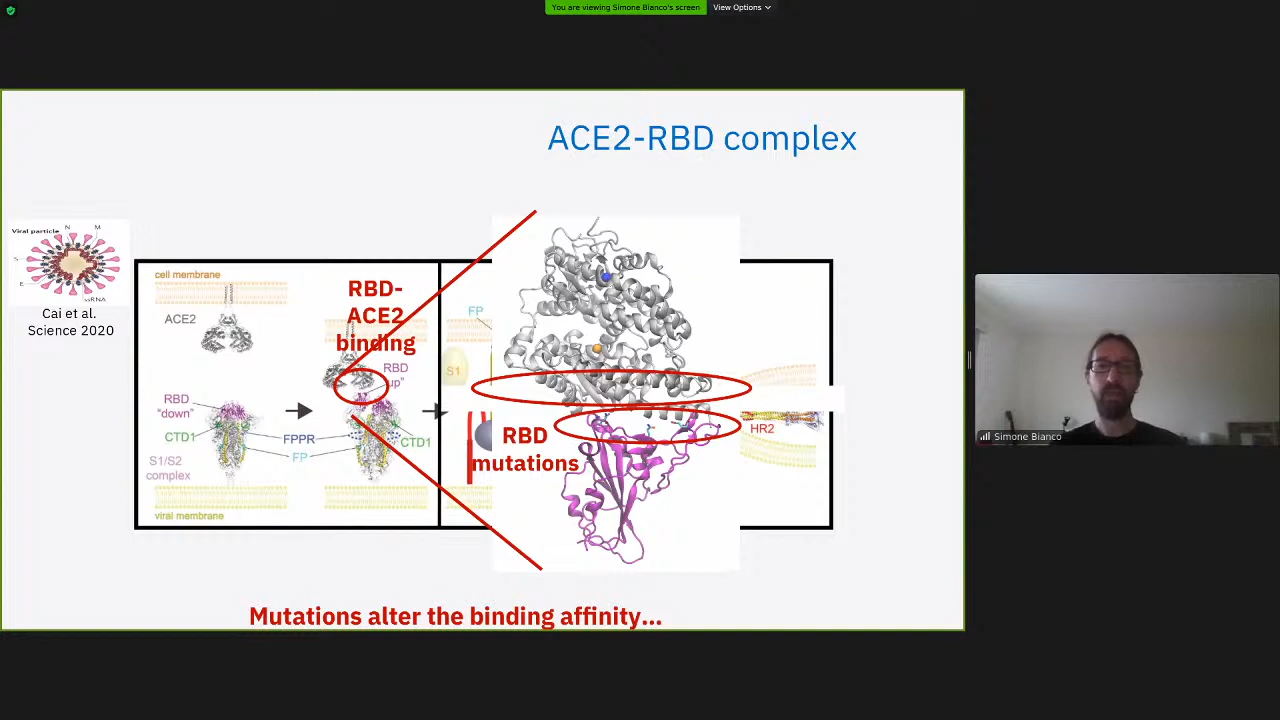 You are viewing Simone Bianco's screen
View Options
ACE2-RBD complex
Viral particle
N
M
S
E
ssRNA
Cai et al.
Science 2020
cell membrane
ACE2
RBD
"down"
CTD1
S1/S2
complex
viral membrane
FPPR
FP
RBD-
ACE2
binding
RBD
CTD1
FP
S1
RBD
mutations
HR2
Mutations alter the binding affinity...
Simone Bianco